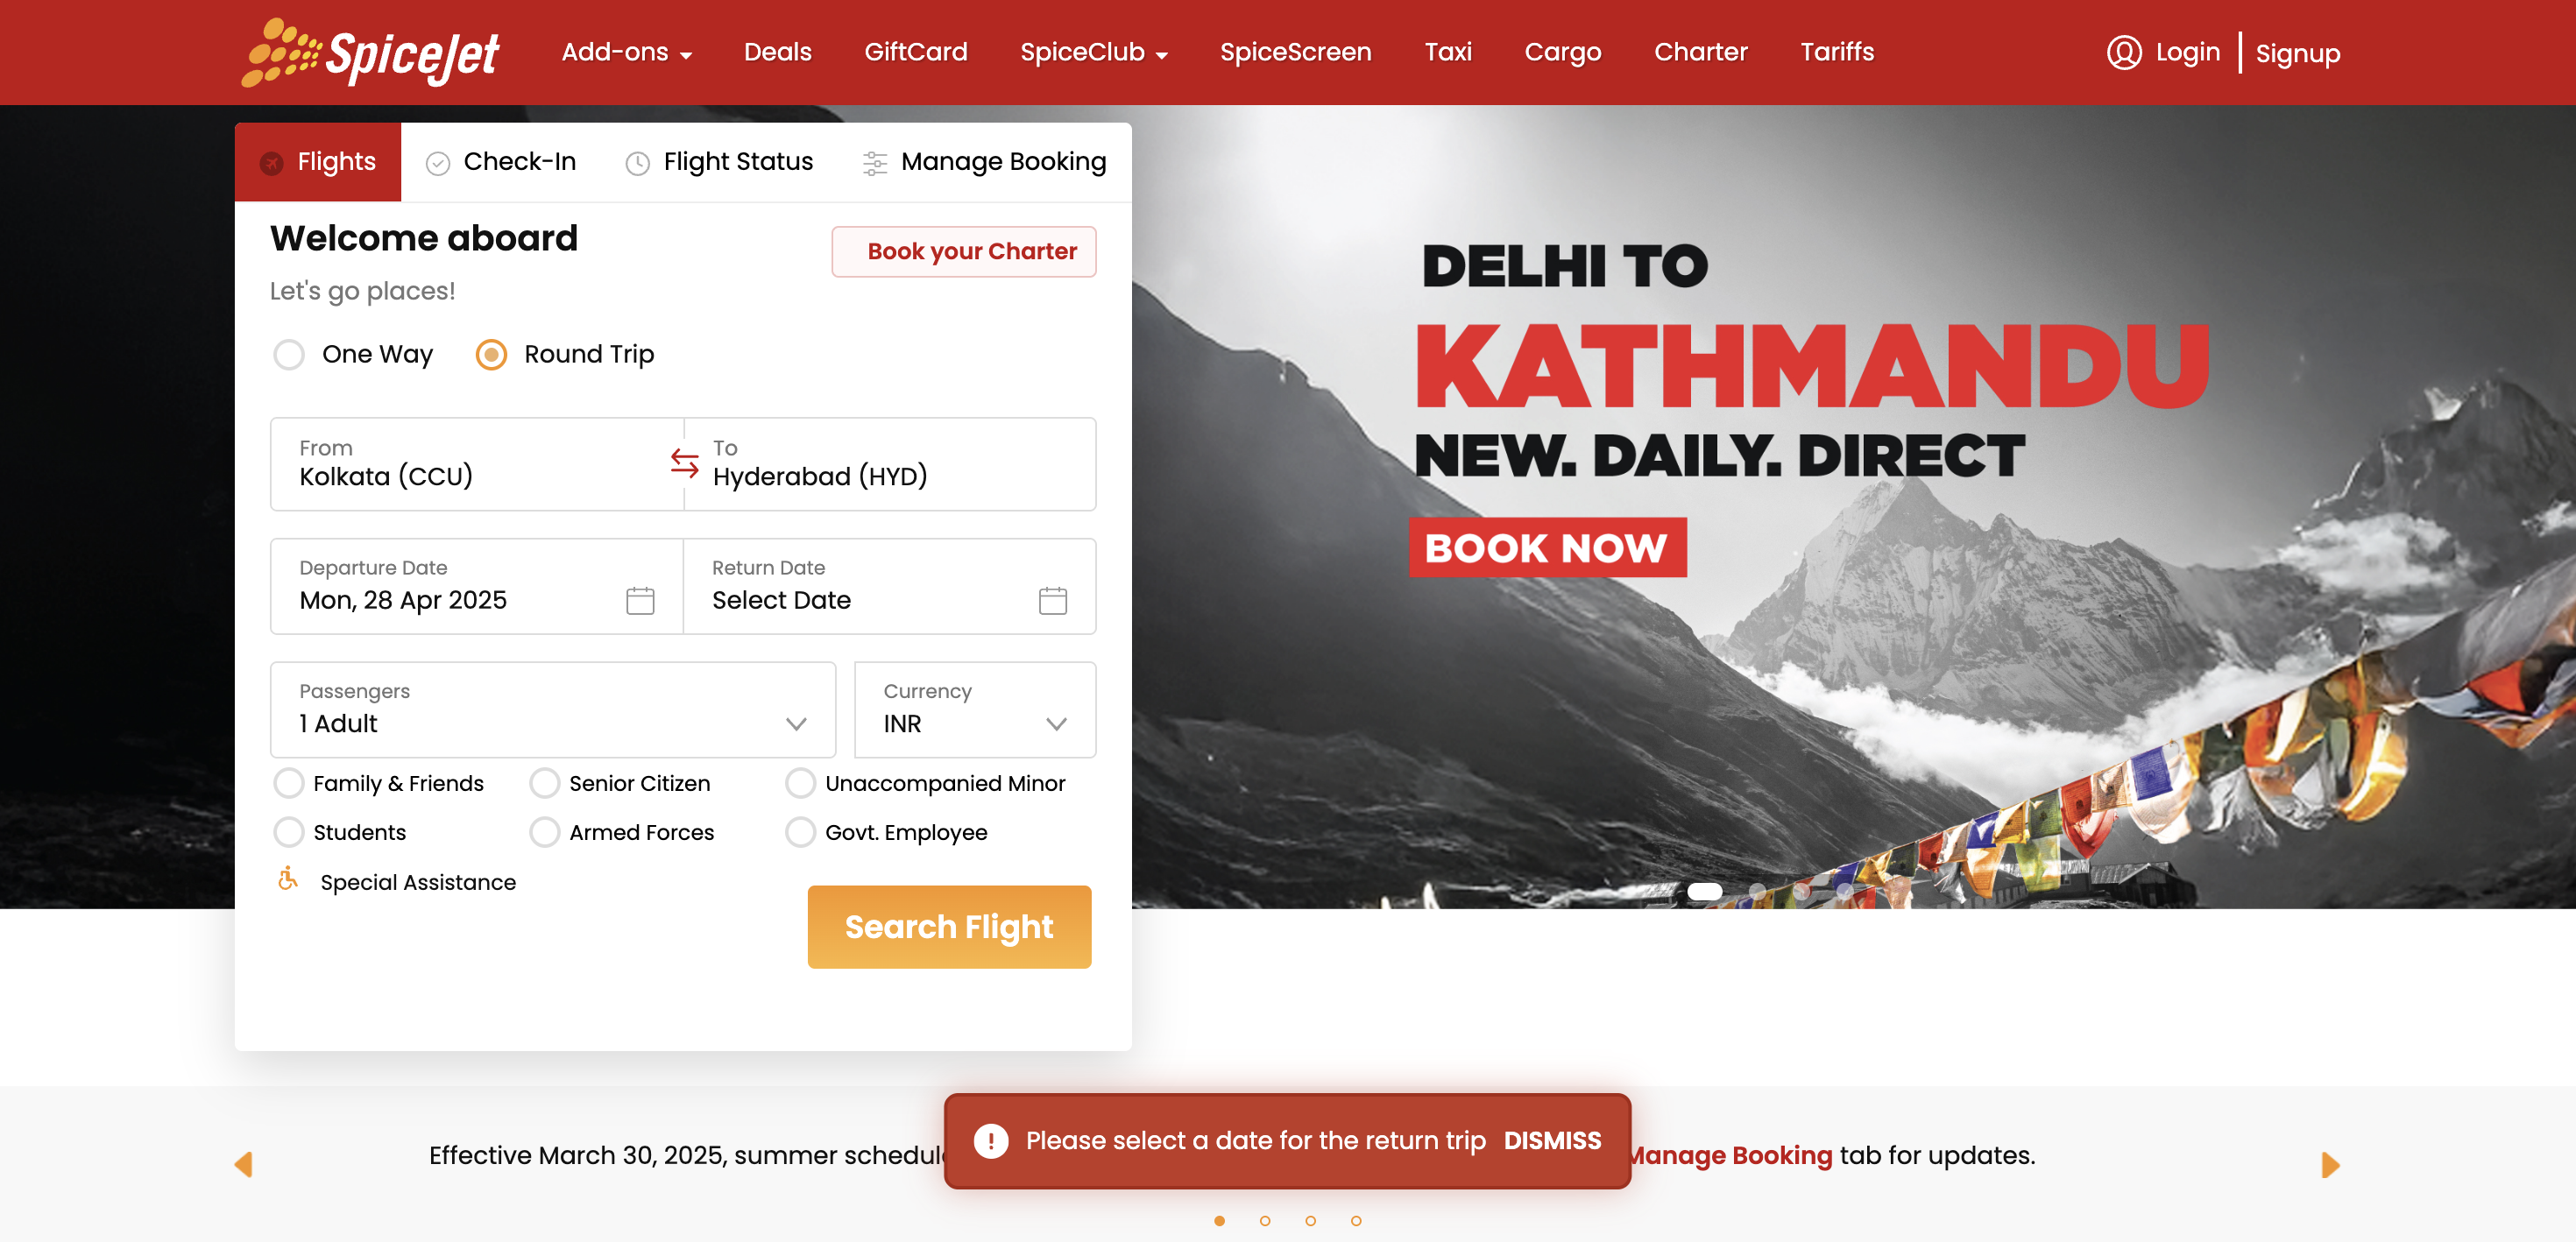 SpiceJet Add-ons Deals GiftCard SpiceClub SpiceScreen Taxi Cargo Charter Tariffs Login Signup
Flights Check-In Flight Status Manage Booking
Welcome aboard
Book your Charter
Let's go places!
One Way Round Trip
From
Kolkata (CCU)
To
Hyderabad (HYD)
Departure Date
Mon, 28 Apr 2025
Return Date
Select Date
Passengers
1 Adult
Currency
INR
Family & Friends Senior Citizen Unaccompanied Minor
Students Armed Forces Govt. Employee
Special Assistance
Search Flight
DELHI TO
KATHMANDU
NEW. DAILY. DIRECT
BOOK NOW
Effective March 30, 2025, summer schedul
Please select a date for the return trip DISMISS
Manage Booking tab for updates.